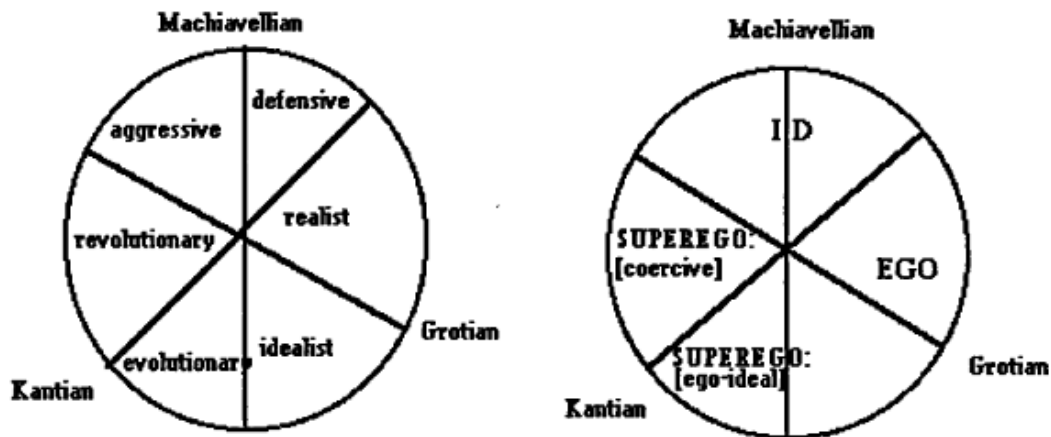 Machiavellian
defensive
aggressive
realist
revolutionary
Grotian
idealist
evolutionary
Kantian
Machiavellian
ID
SUPEREGO:
[coercive]
EGO
SUPEREGO:
[ego-ideal]
Grotian
Kantian